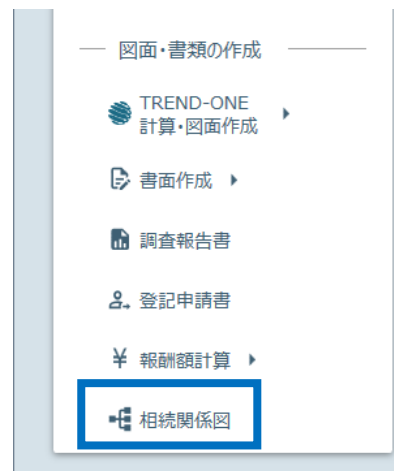 図面・書類の作成
TREND-ONE
計算・図面作成
書面作成
調査報告書
登記申請書
¥ 報酬額計算
相続関係図